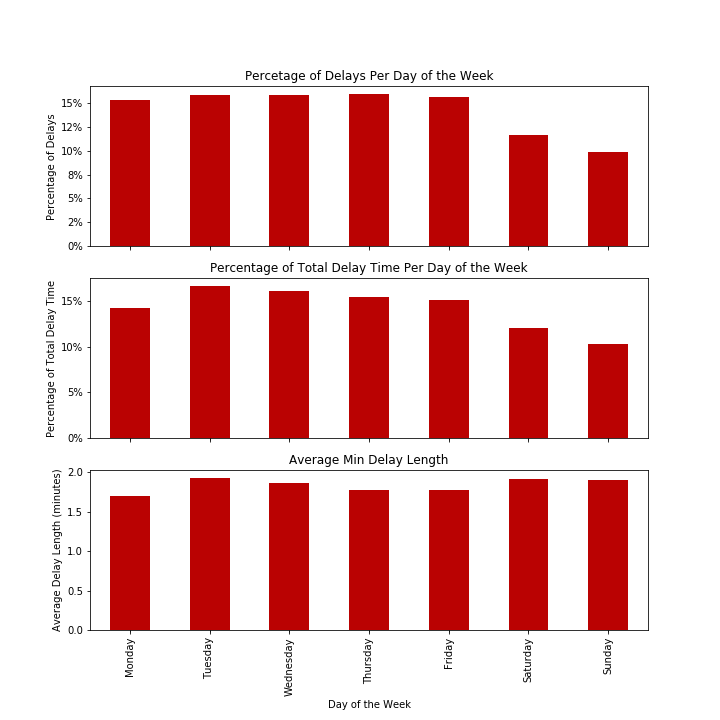 Percetage of Delays Per Day of the Week
Percentage of Delays
15%
12%
10%
8%
5%
2%
0%
Percentage of Total Delay Time Per Day of the Week
Percentage of Total Delay Time
15%
10%
5%
0%
Average Min Delay Length
Average Delay Length (minutes)
2.0
1.5
1.0
0.5
0.0
Monday
Tuesday
Wednesday
Thursday
Friday
Saturday
Sunday
Day of the Week